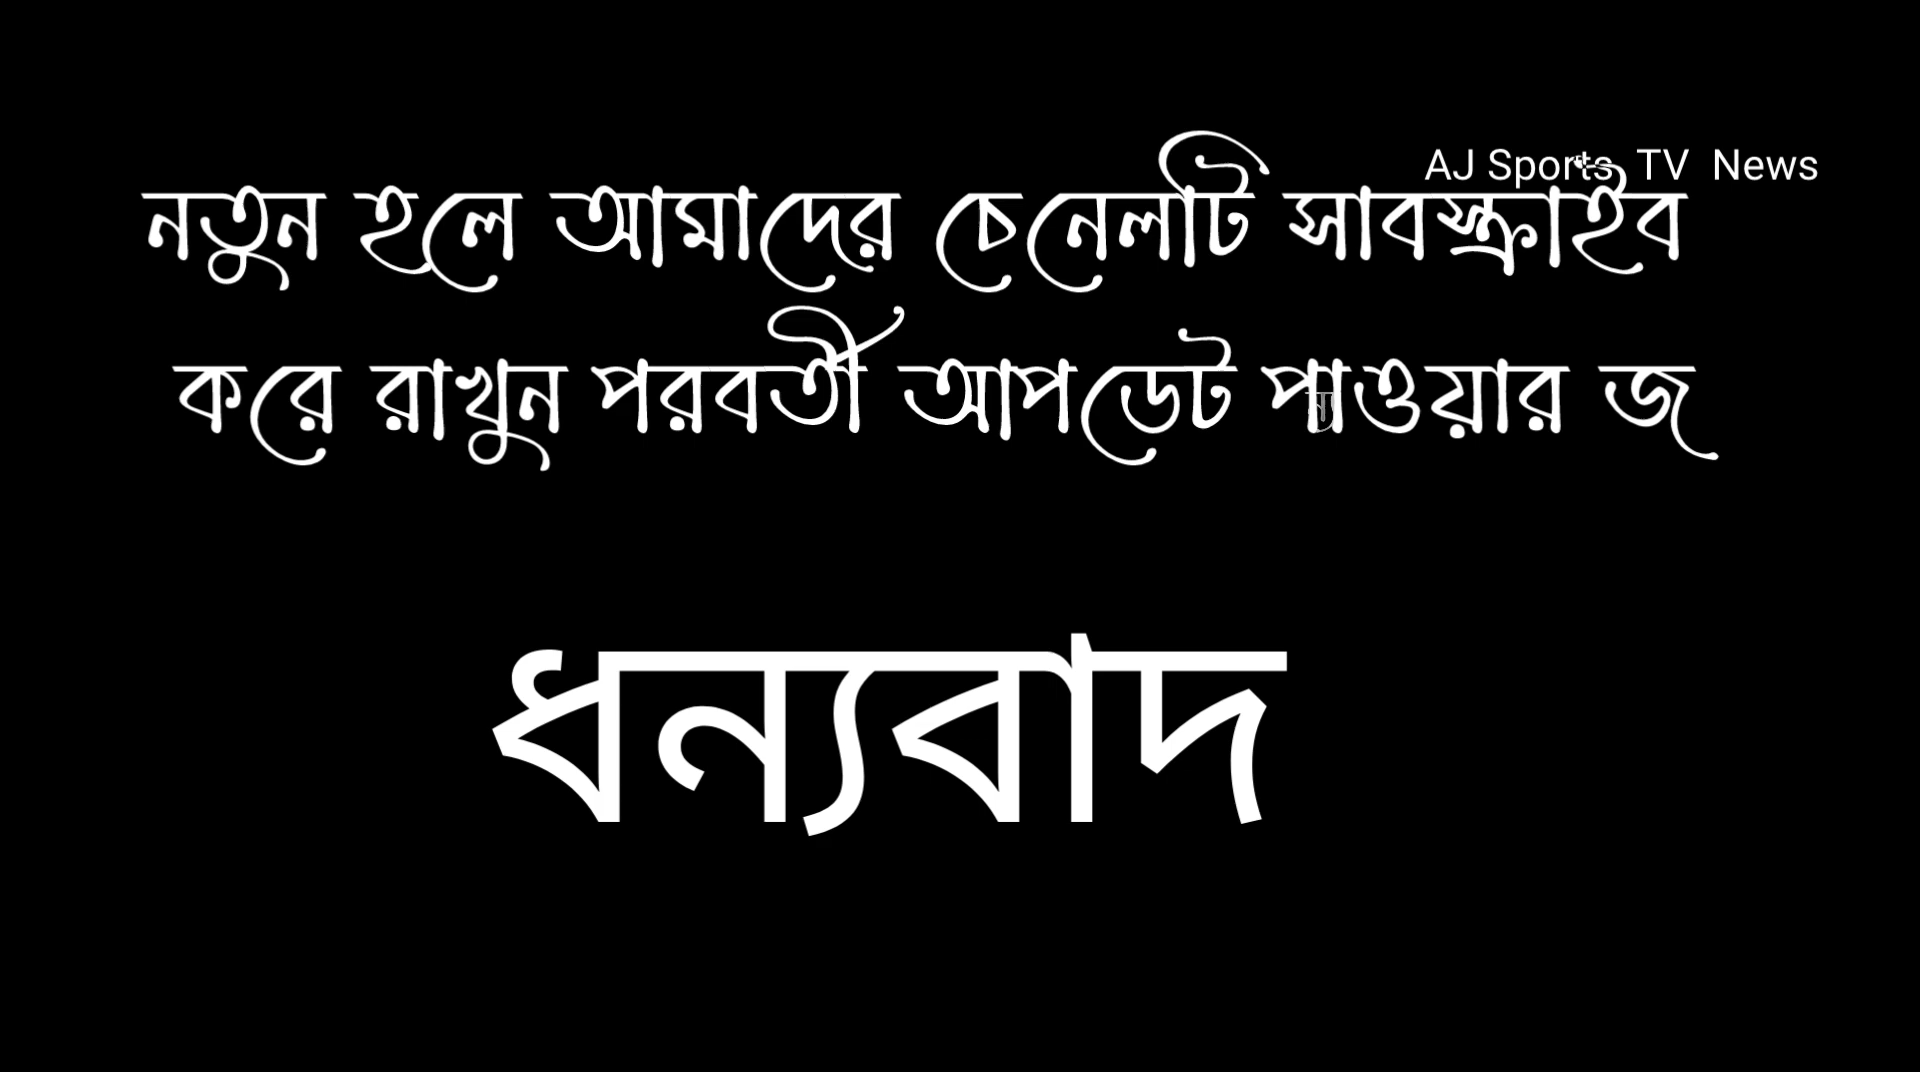 AJ Sports TV News
নতুন হলে আমাদের চেনেলটি সাবস্ক্রাইব
করে রাখুন পরবর্তী আপডেট পাওয়ার জ
ধন্যবাদ